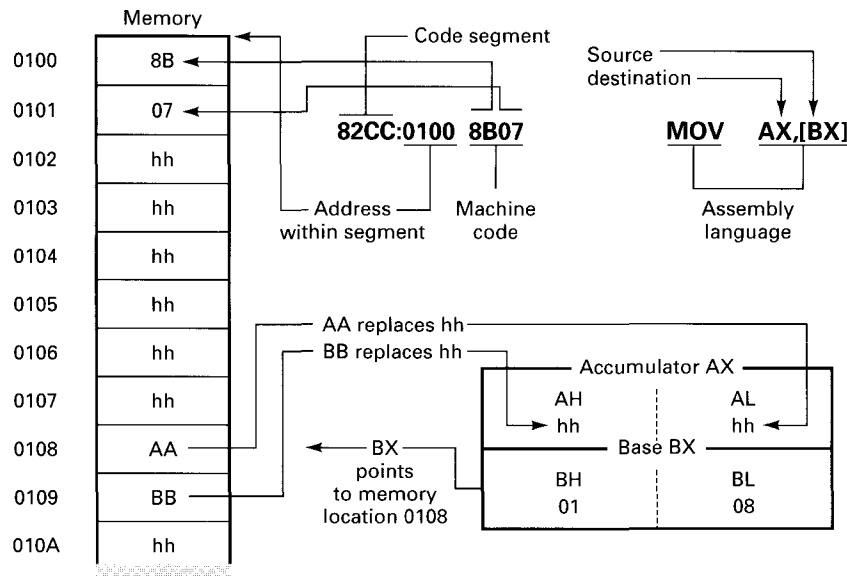 Memory
0100 8B
0101 07
0102 hh
0103 hh
0104 hh
0105 hh
0106 hh
0107 hh
0108 AA
0109 BB
010A hh
Code segment
82CC:0100 8B07
Address
within segment
Machine
code
Source
destination
MOV AX,[BX]
Assembly
language
AA replaces hh
BB replaces hh
Accumulator AX
AH AL
hh hh
Base BX
BH BL
01 08
BX
points
to memory
location 0108